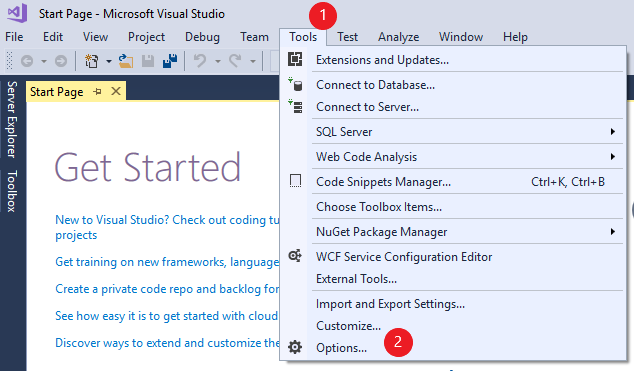 Start Page - Microsoft Visual Studio
1
File Edit View Project Debug Team Tools Test Analyze Window Help
Extensions and Updates...
Start Page
Connect to Database...
Connect to Server...
SQL Server
Web Code Analysis
Code Snippets Manager... Ctrl+K, Ctrl+B
Choose Toolbox Items...
NuGet Package Manager
WCF Service Configuration Editor
External Tools...
Import and Export Settings...
Customize...
Options... 2
Server Explorer
Toolbox
Get Started
New to Visual Studio? Check out coding tu
projects
Get training on new frameworks, language
Create a private code repo and backlog for
See how easy it is to get started with cloud
Discover ways to extend and customize the